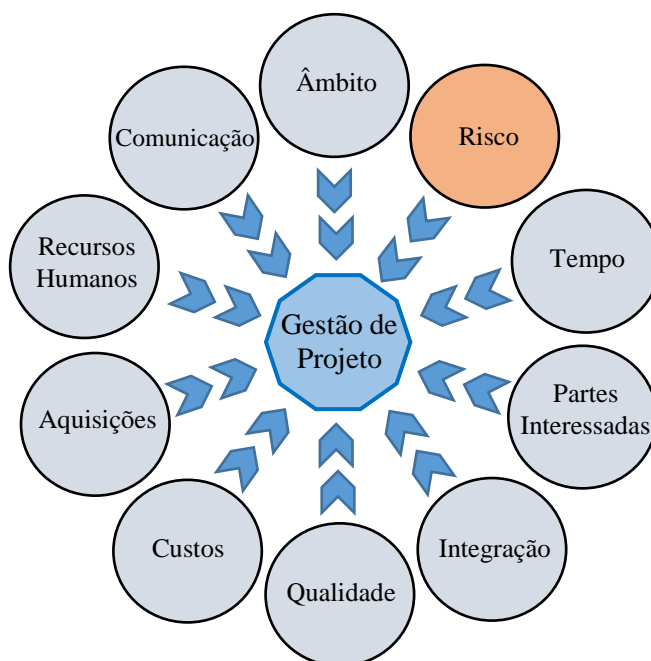 Âmbito
Risco
Comunicação
Recursos
Humanos
Tempo
Gestão de
Projeto
Partes
Interessadas
Aquisições
Custos
Integração
Qualidade